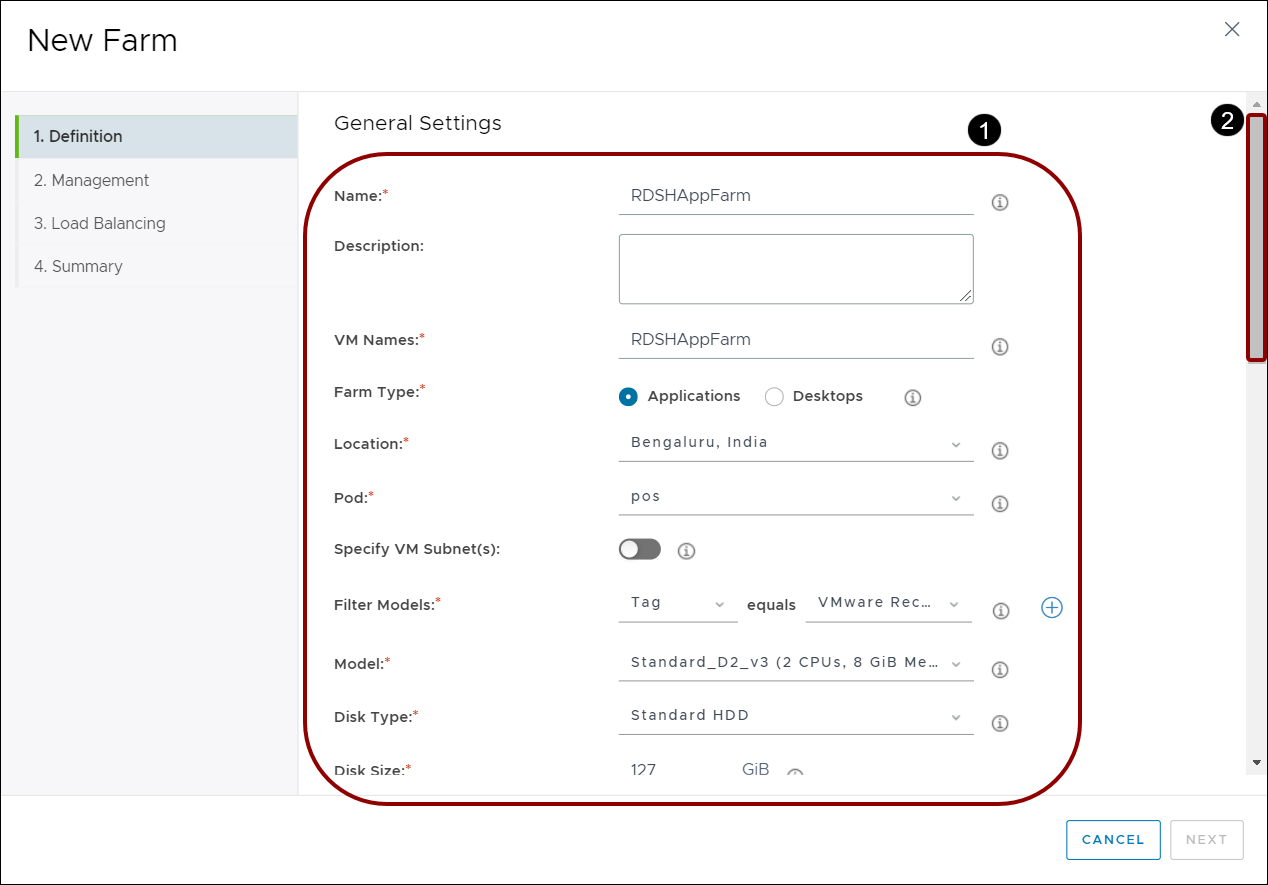 New Farm
1. Definition
2. Management
3. Load Balancing
4. Summary
General Settings
1
2
Name:* RDSHAppFarm
Description:
VM Names:* RDSHAppFarm
Farm Type:* Applications Desktops
Location:* Bengaluru, India
Pod:* pos
Specify VM Subnet(s):
Filter Models:* Tag equals VMware Rec...
Model:* Standard_D2_v3 (2 CPUs, 8 GiB Me...
Disk Type:* Standard HDD
Disk Size:* 127 GiB
CANCEL NEXT